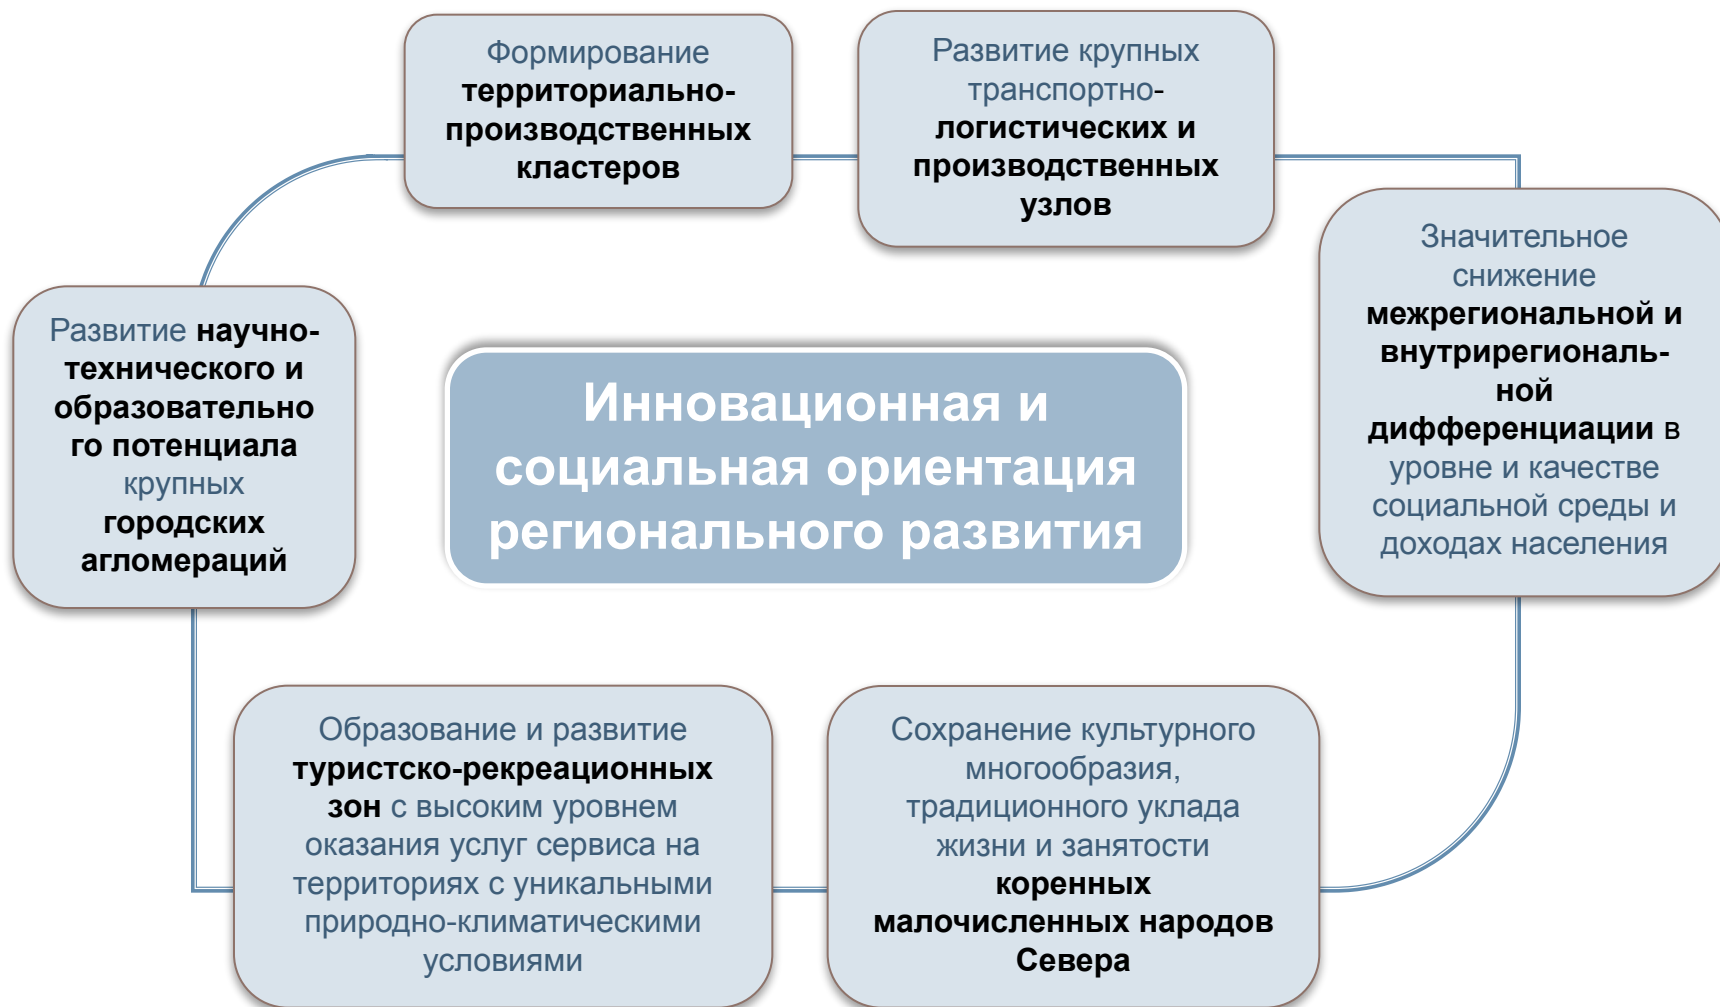 Формирование
территориально-
производственных
кластеров
Развитие крупных
транспортно-
логистических и
производственных
узлов
Значительное
снижение
межрегиональной и
внутрирегиональ-
ной
дифференциации в
уровне и качестве
социальной среды и
доходах населения
Развитие научно-
технического и
образовательно
го потенциала
крупных
городских
агломераций
Инновационная и
социальная ориентация
регионального развития
Образование и развитие
туристско-рекреационных
зон с высоким уровнем
оказания услуг сервиса на
территориях с уникальными
природно-климатическими
условиями
Сохранение культурного
многообразия,
традиционного уклада
жизни и занятости
коренных
малочисленных народов
Севера